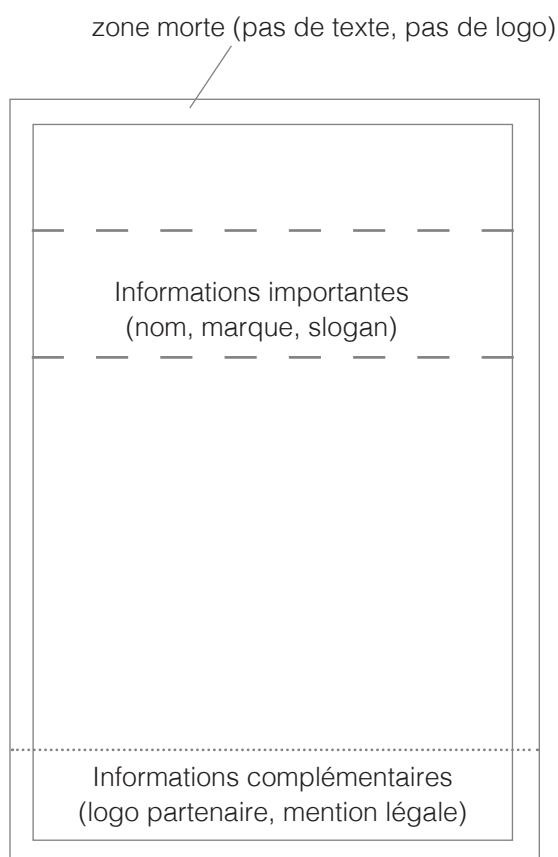 zone morte (pas de texte, pas de logo)
Informations importantes
(nom, marque, slogan)
Informations complémentaires
(logo partenaire, mention légale)